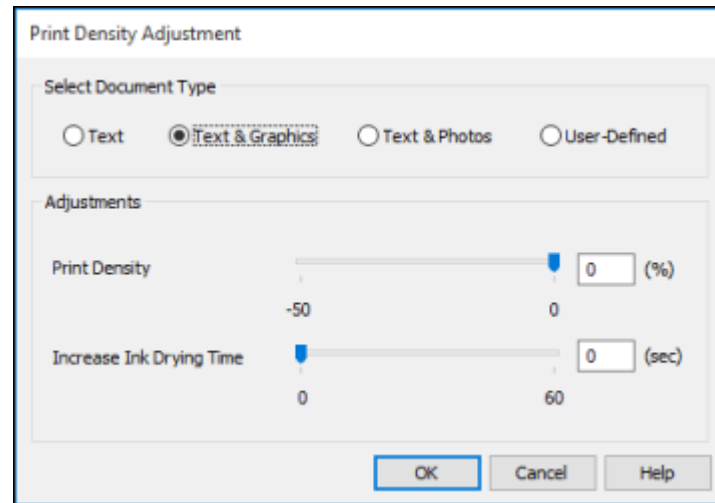 Print Density Adjustment
Select Document Type
Text Text & Graphics Text & Photos User-Defined
Adjustments
Print Density 0 (%)
-50 0
Increase Ink Drying Time 0 (sec)
0 60
OK Cancel Help